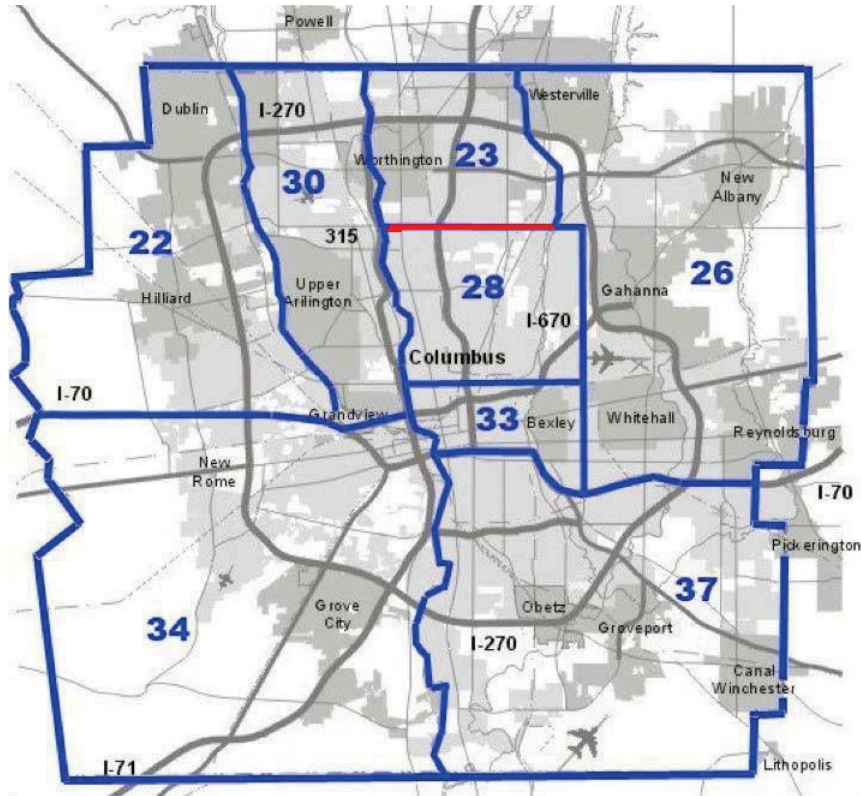 Powell
Dublin
I-270
Westerville
Worthington
23
30
New
Albany
22
315
26
Upper
Arilington
28
Gahanna
Hilliard
I-670
Columbus
I-70
Grandview
33
Bexley
Whitehall
Reynoldsburg
New
Rome
I-70
Pickerington
34
Grove
City
Obetz
37
Groveport
I-270
Canal
Winchester
I-71
Lithopolis